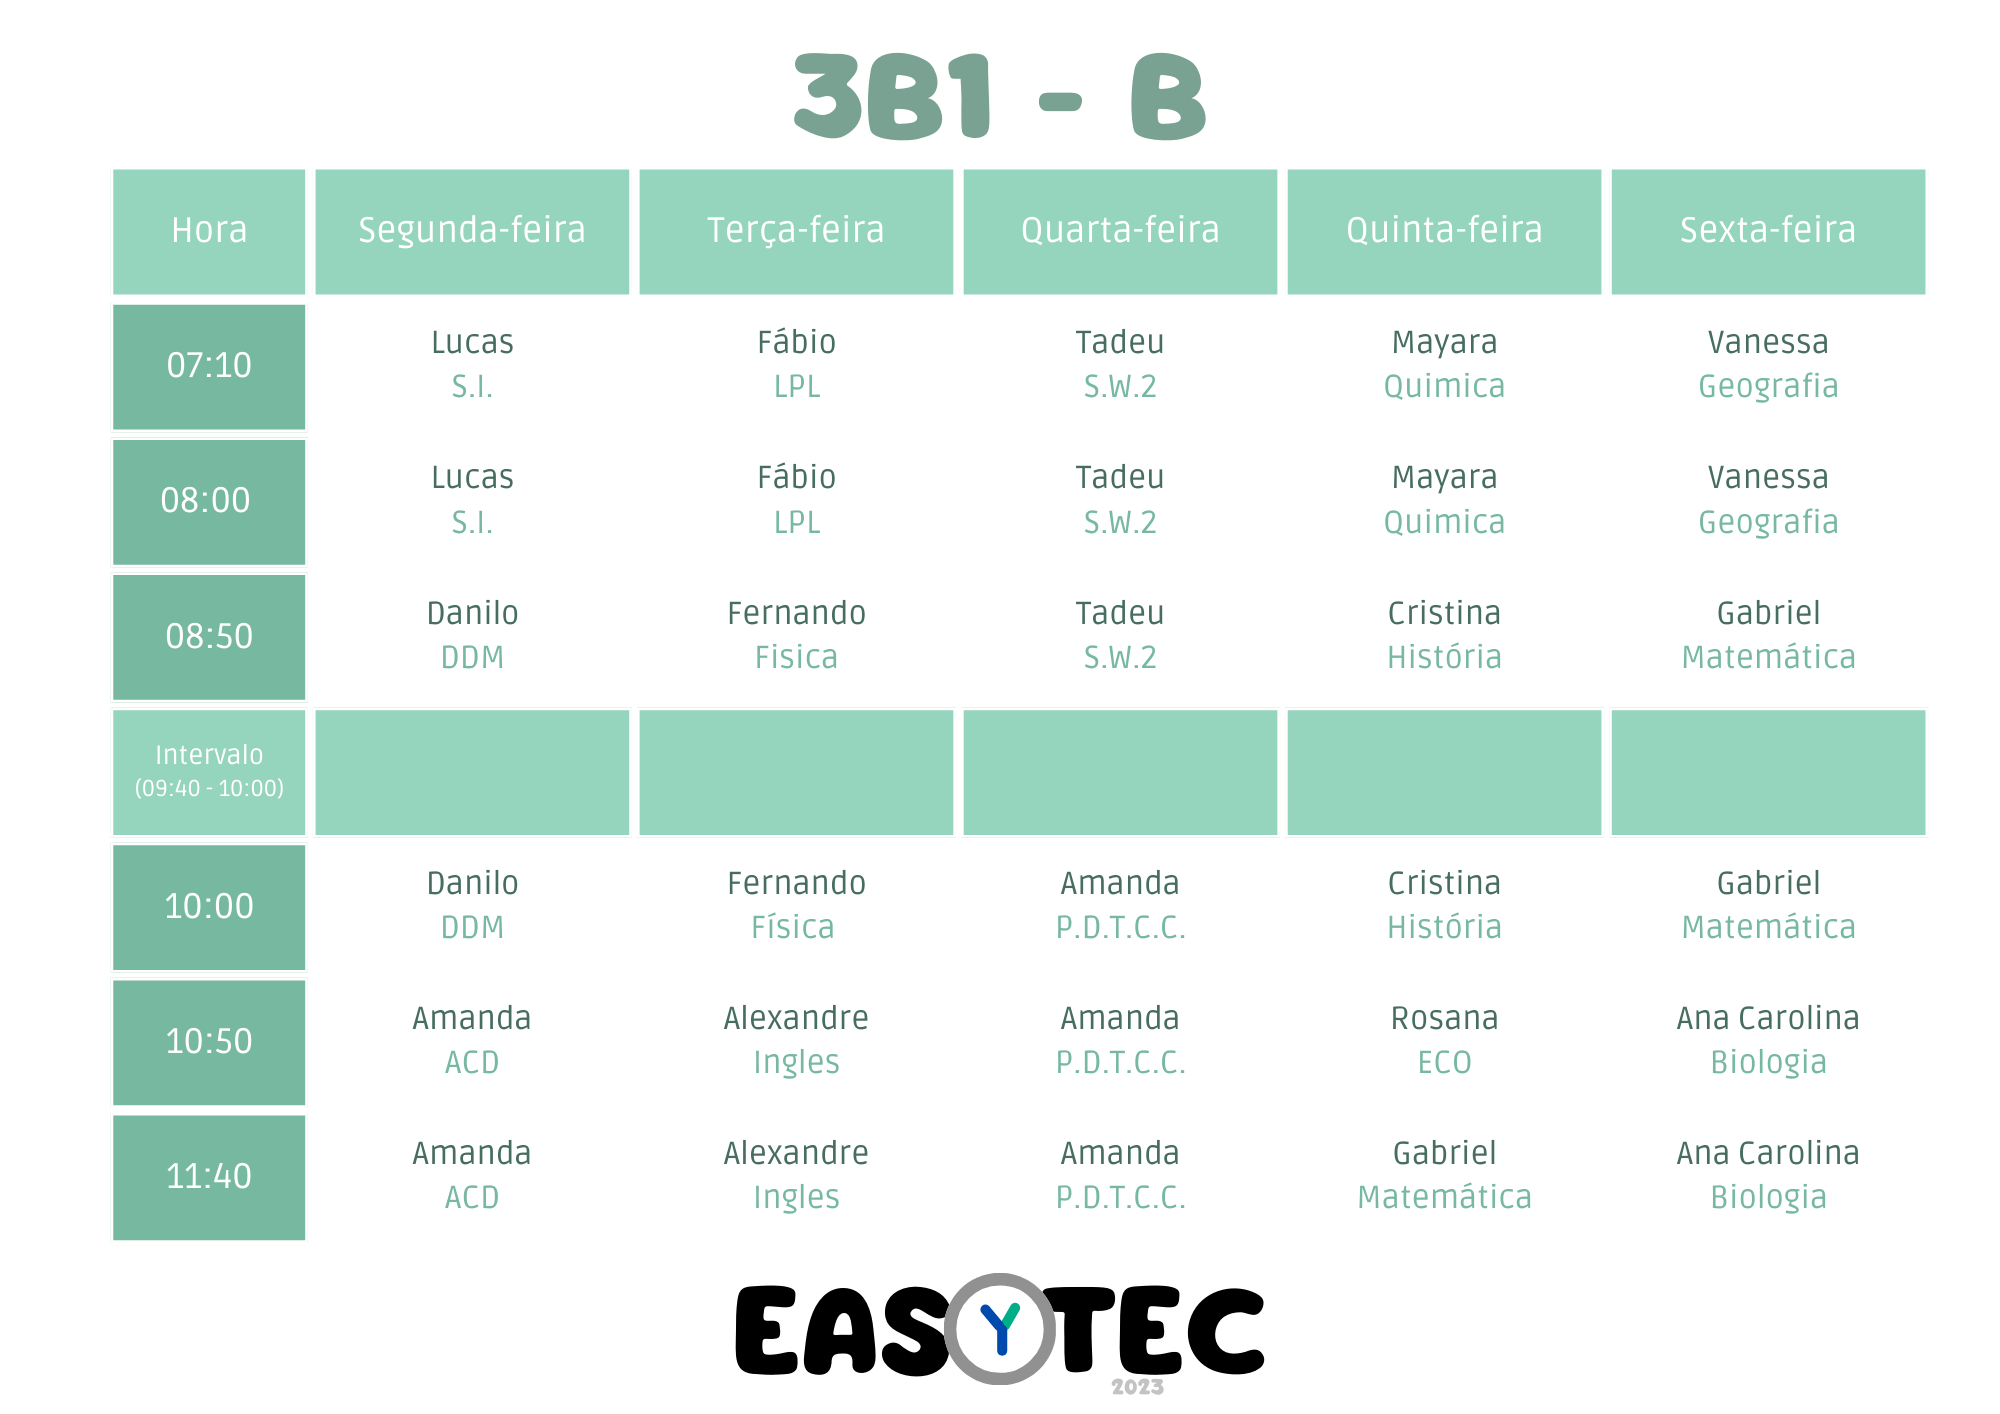 3B1 - B
Hora Segunda-feira Terça-feira Quarta-feira Quinta-feira Sexta-feira
07:10
Lucas Fábio Tadeu Mayara Vanessa
S.I. LPL S.W.2 Quimica Geografia
08:00
Lucas Fábio Tadeu Mayara Vanessa
S.I. LPL S.W.2 Quimica Geografia
08:50
Danilo Fernando Tadeu Cristina Gabriel
DDM Fisica S.W.2 História Matemática
Intervalo
(09:40 - 10:00)
10:00
Danilo Fernando Amanda Cristina Gabriel
DDM Física P.D.T.C.C. História Matemática
10:50
Amanda Alexandre Amanda Rosana Ana Carolina
ACD Ingles P.D.T.C.C. ECO Biologia
11:40
Amanda Alexandre Amanda Gabriel Ana Carolina
ACD Ingles P.D.T.C.C. Matemática Biologia
EASYTEC
2023